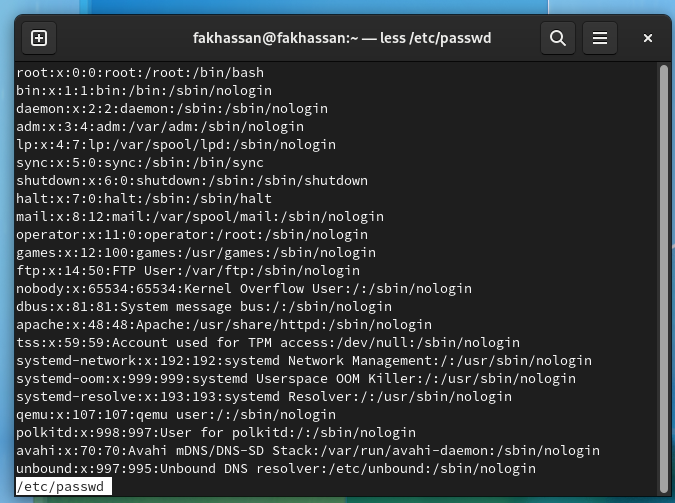 fakhassan@fakhassan:~ — less /etc/passwd
root:x:0:0:root:/root:/bin/bash
bin:x:1:1:bin:/bin:/sbin/nologin
daemon:x:2:2:daemon:/sbin:/sbin/nologin
adm:x:3:4:adm:/var/adm:/sbin/nologin
lp:x:4:7:lp:/var/spool/lpd:/sbin/nologin
sync:x:5:0:sync:/sbin:/bin/sync
shutdown:x:6:0:shutdown:/sbin:/sbin/shutdown
halt:x:7:0:halt:/sbin:/sbin/halt
mail:x:8:12:mail:/var/spool/mail:/sbin/nologin
operator:x:11:0:operator:/root:/sbin/nologin
games:x:12:100:games:/usr/games:/sbin/nologin
ftp:x:14:50:FTP User:/var/ftp:/sbin/nologin
nobody:x:65534:65534:Kernel Overflow User:/:/sbin/nologin
dbus:x:81:81:System message bus:/:/sbin/nologin
apache:x:48:48:Apache:/usr/share/httpd:/sbin/nologin
tss:x:59:59:Account used for TPM access:/dev/null:/sbin/nologin
systemd-network:x:192:192:systemd Network Management:/:/usr/sbin/nologin
systemd-oom:x:999:999:systemd Userspace OOM Killer:/:/usr/sbin/nologin
systemd-resolve:x:193:193:systemd Resolver:/:/usr/sbin/nologin
qemu:x:107:107:qemu user:/:/sbin/nologin
polkitd:x:998:997:User for polkitd:/:/sbin/nologin
avahi:x:70:70:Avahi mDNS/DNS-SD Stack:/var/run/avahi-daemon:/sbin/nologin
unbound:x:997:995:Unbound DNS resolver:/etc/unbound:/sbin/nologin
/etc/passwd